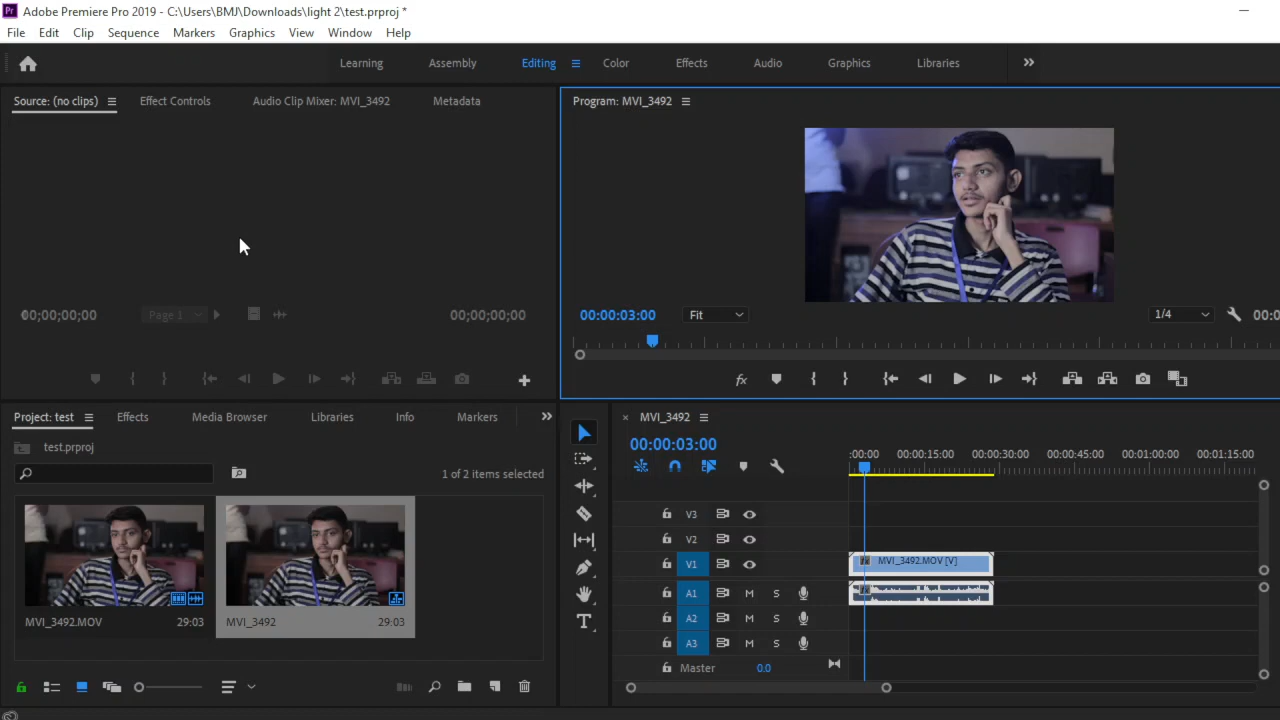 Pr Adobe Premiere Pro 2019 - C:\Users\BMJ\Downloads\light 2\test.prproj *
File Edit Clip Sequence Markers Graphics View Window Help
Learning Assembly Editing Color Effects Audio Graphics Libraries
Source: (no clips) Effect Controls Audio Clip Mixer: MVI_3492 Metadata
Program: MVI_3492
00;00;00;00 Page 1 00;00;00;00
00:00:03:00 Fit 1/4 00:0
fx
Project: test Effects Media Browser Libraries Info Markers
test.prproj
1 of 2 items selected
MVI_3492.MOV 29:03
MVI_3492 29:03
MVI_3492
00:00:03:00
:00:00 00:00:15:00 00:00:30:00 00:00:45:00 00:01:00:00 00:01:15:00
V3
V2
V1 MVI_3492.MOV [V]
A1 M S
A2 M S
A3 M S
Master 0.0